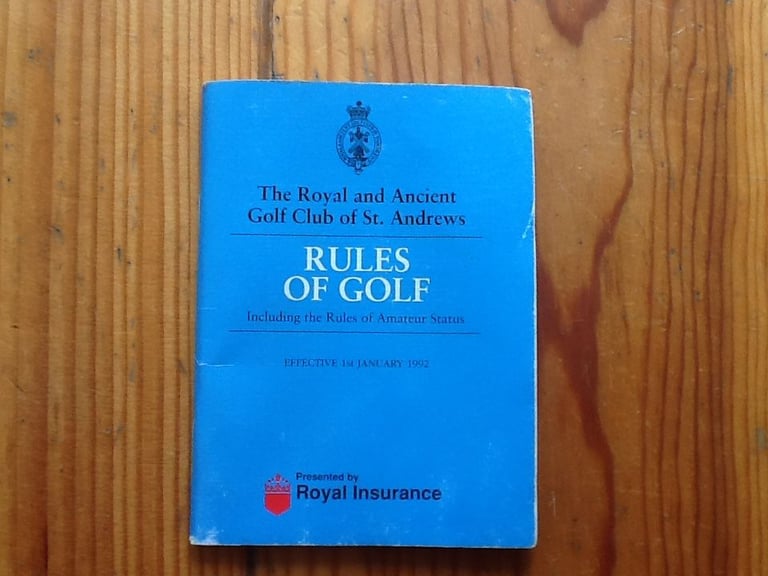 The Royal and Ancient
Golf Club of St. Andrews
RULES
OF GOLF
Including the Rules of Amateur Status
EFFECTIVE 1st JANUARY 1992
Presented by
Royal Insurance